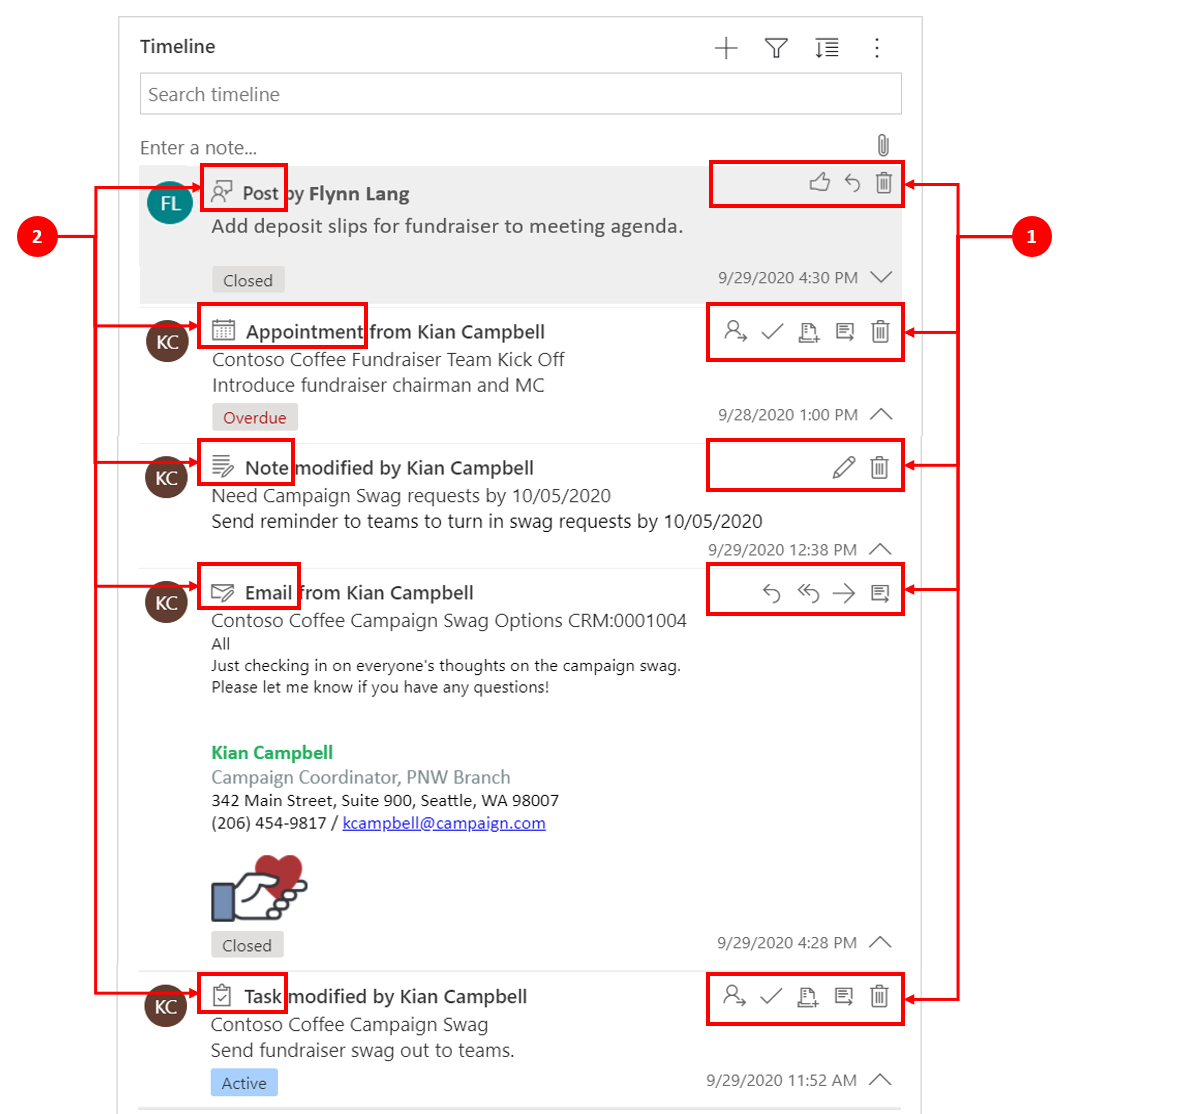 Timeline
Search timeline
Enter a note...
FL
Post by Flynn Lang
Add deposit slips for fundraiser to meeting agenda.
2
1
Closed
9/29/2020 4:30 PM
KC
Appointment from Kian Campbell
Contoso Coffee Fundraiser Team Kick Off
Introduce fundraiser chairman and MC
Overdue
9/28/2020 1:00 PM
KC
Note modified by Kian Campbell
Need Campaign Swag requests by 10/05/2020
Send reminder to teams to turn in swag requests by 10/05/2020
9/29/2020 12:38 PM
KC
Email from Kian Campbell
Contoso Coffee Campaign Swag Options CRM:0001004
All
Just checking in on everyone's thoughts on the campaign swag.
Please let me know if you have any questions!
Kian Campbell
Campaign Coordinator, PNW Branch
342 Main Street, Suite 900, Seattle, WA 98007
(206) 454-9817 / kcampbell@campaign.com
Closed
9/29/2020 4:28 PM
KC
Task modified by Kian Campbell
Contoso Coffee Campaign Swag
Send fundraiser swag out to teams.
Active
9/29/2020 11:52 AM